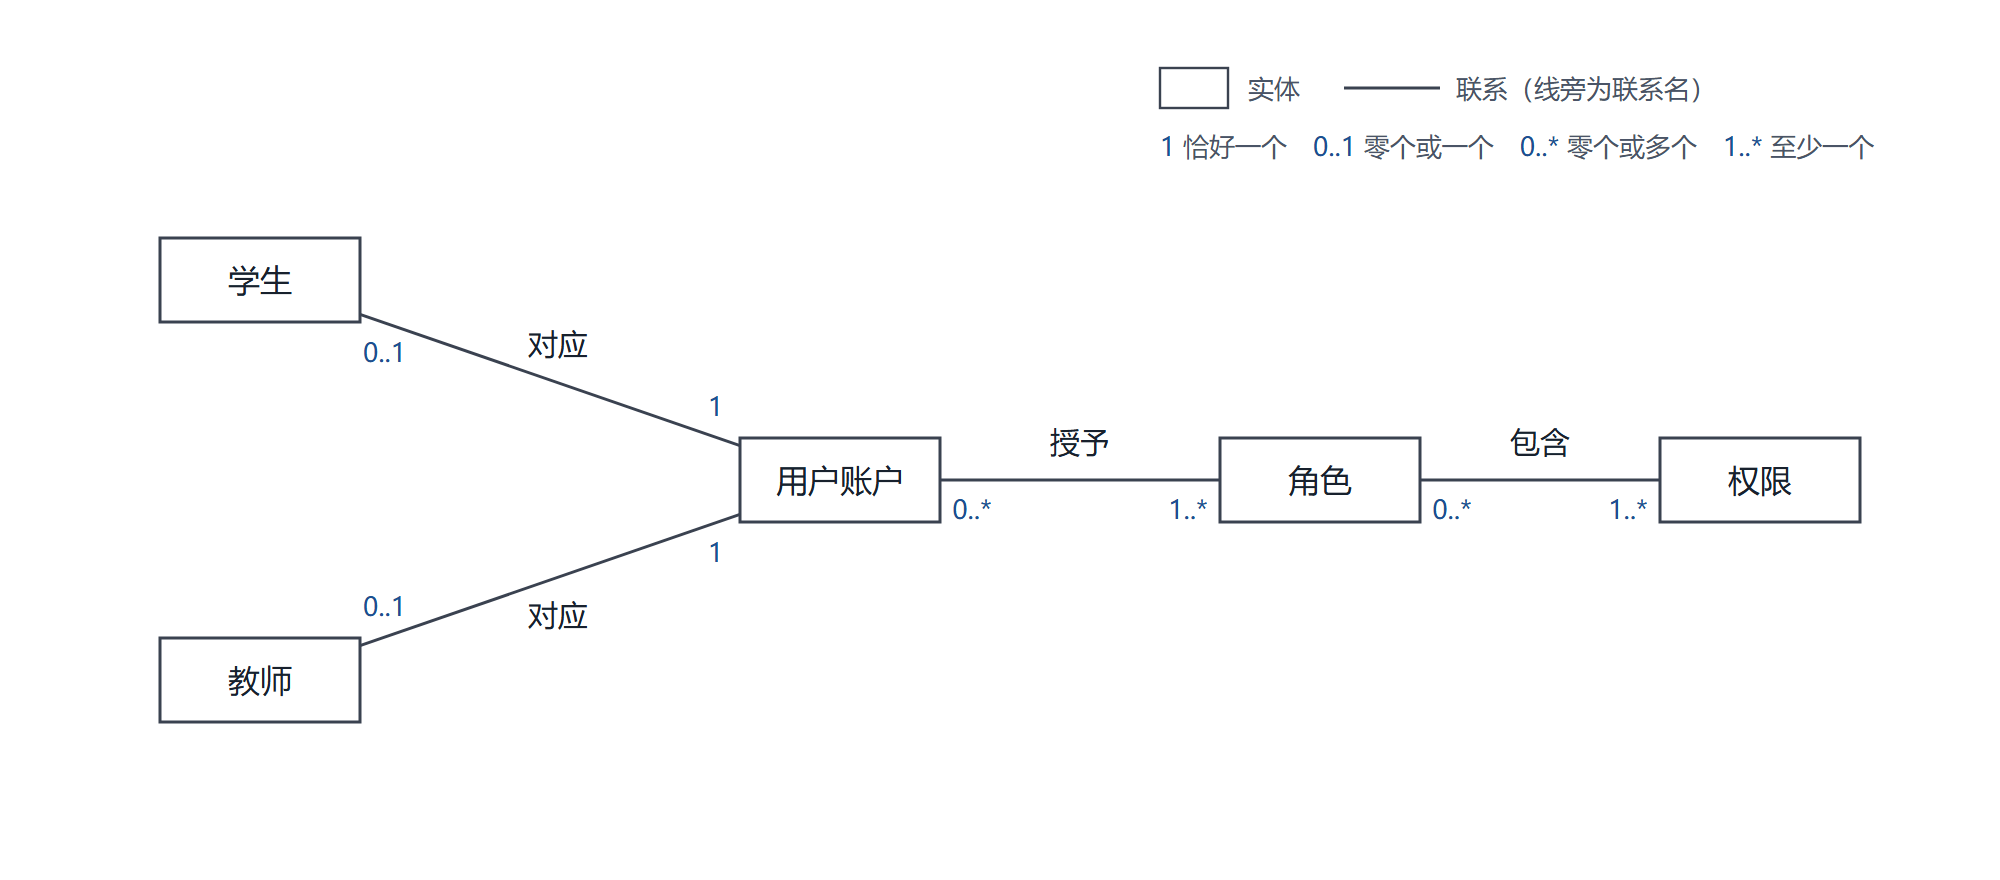 实体
联系（线旁为联系名）
1 恰好一个 0..1 零个或一个 0..* 零个或多个 1..* 至少一个
学生
0..1
对应
1
用户账户
授予
0..*
1..*
角色
包含
0..*
1..*
权限
1
对应
0..1
教师